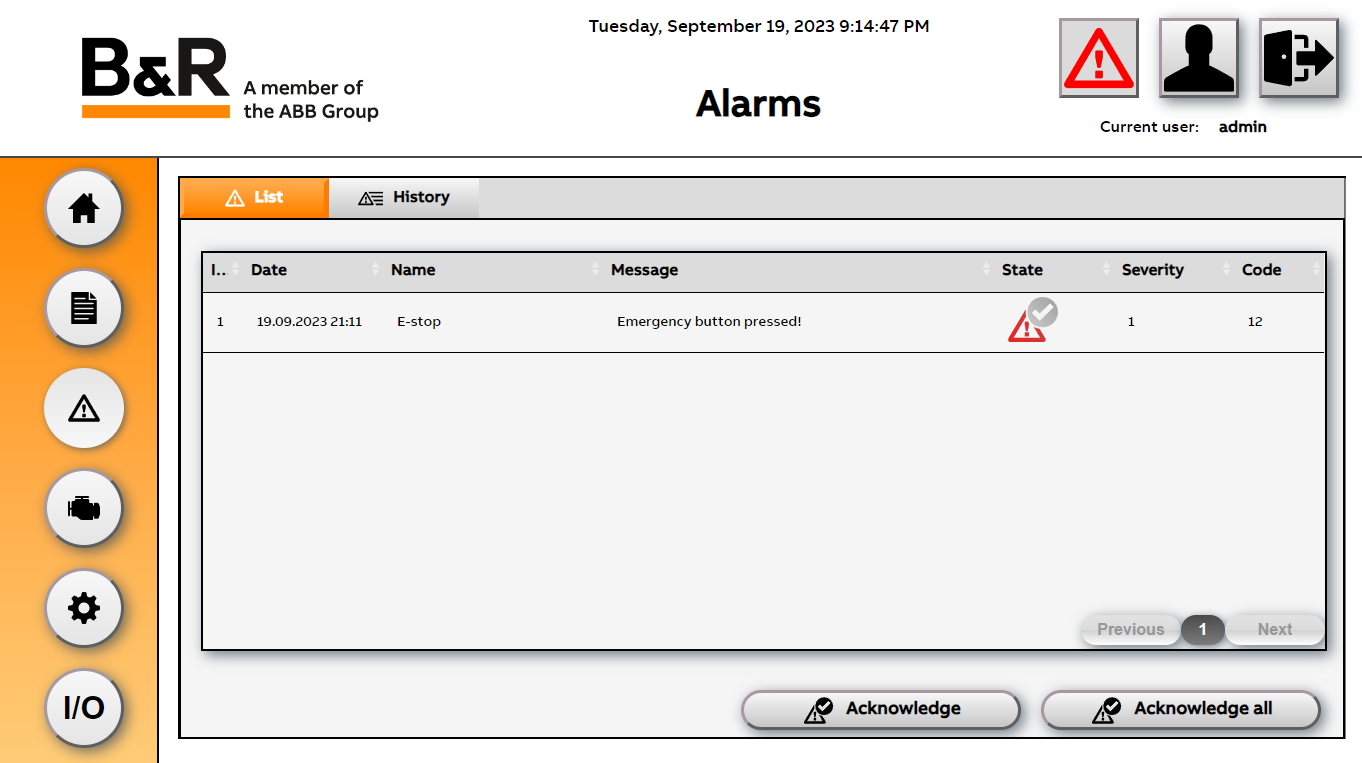 Tuesday, September 19, 2023 9:14:47 PM
B&R A member of
the ABB Group
Alarms
Current user: admin
List History
I.. Date Name Message State Severity Code
1 19.09.2023 21:11 E-stop Emergency button pressed! 1 12
Previous 1 Next
I/O
Acknowledge Acknowledge all